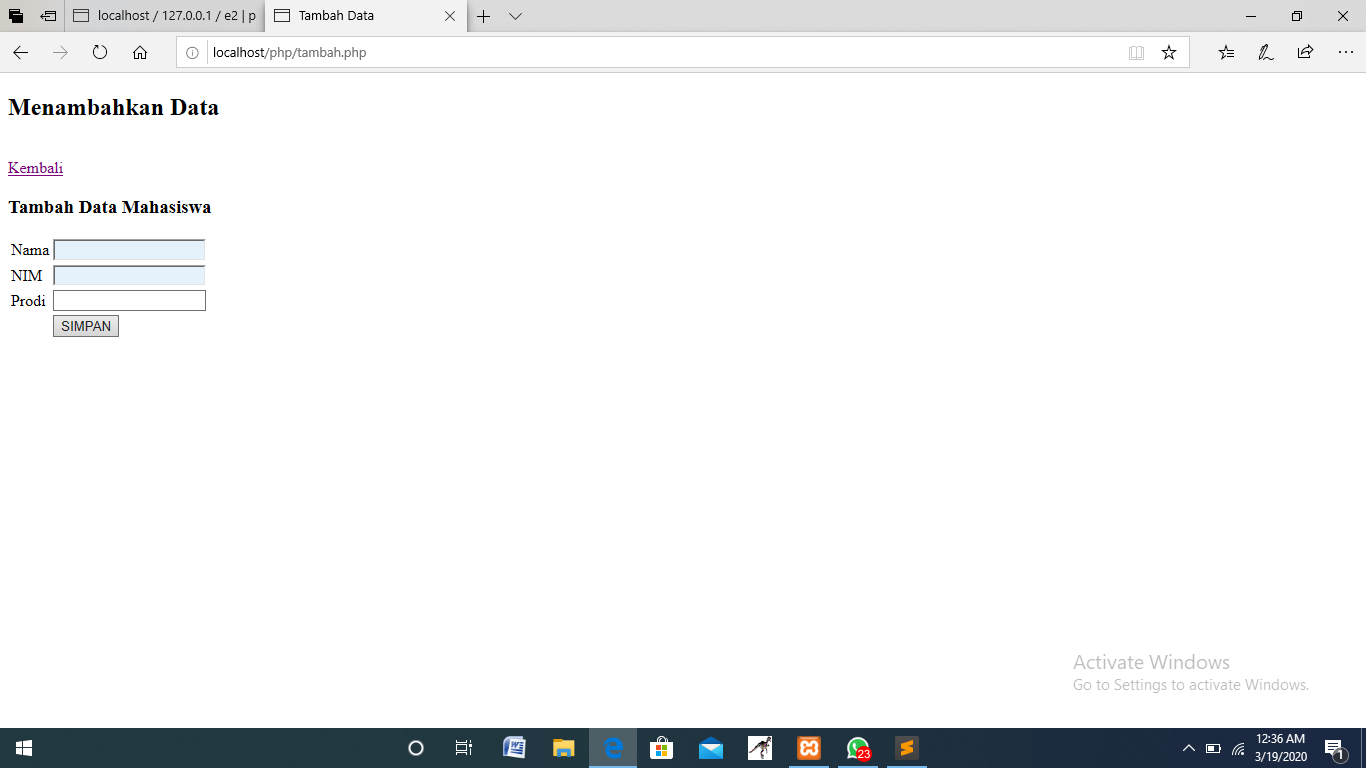 localhost / 127.0.0.1 / e2 | p
Tambah Data
localhost/php/tambah.php
Menambahkan Data
Kembali
Tambah Data Mahasiswa
Nama
NIM
Prodi
SIMPAN
Activate Windows
Go to Settings to activate Windows.
23
12:36 AM
3/19/2020
1